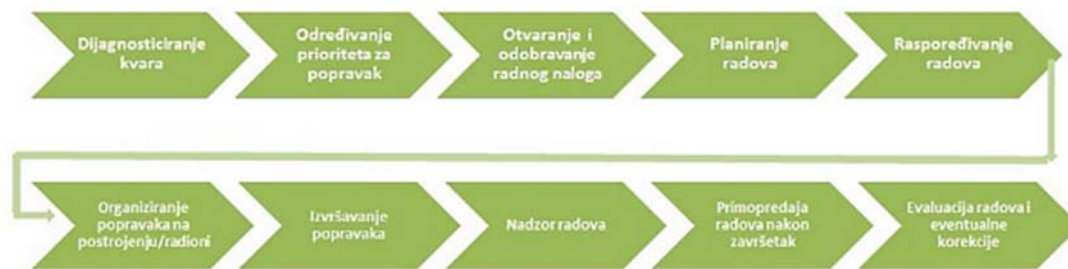 Dijagnosticiranje
kvara
Određivanje
prioriteta za
popravak
Otvaranje i
odobravanje
radnog naloga
Planiranje
radova
Raspoređivanje
radova
Organiziranje
popravaka na
postrojenju/radioni
Izvršavanje
popravaka
Nadzor radova
Primopredaja
radova nakon
završetak
Evaluacija radova i
eventualne
korekcije